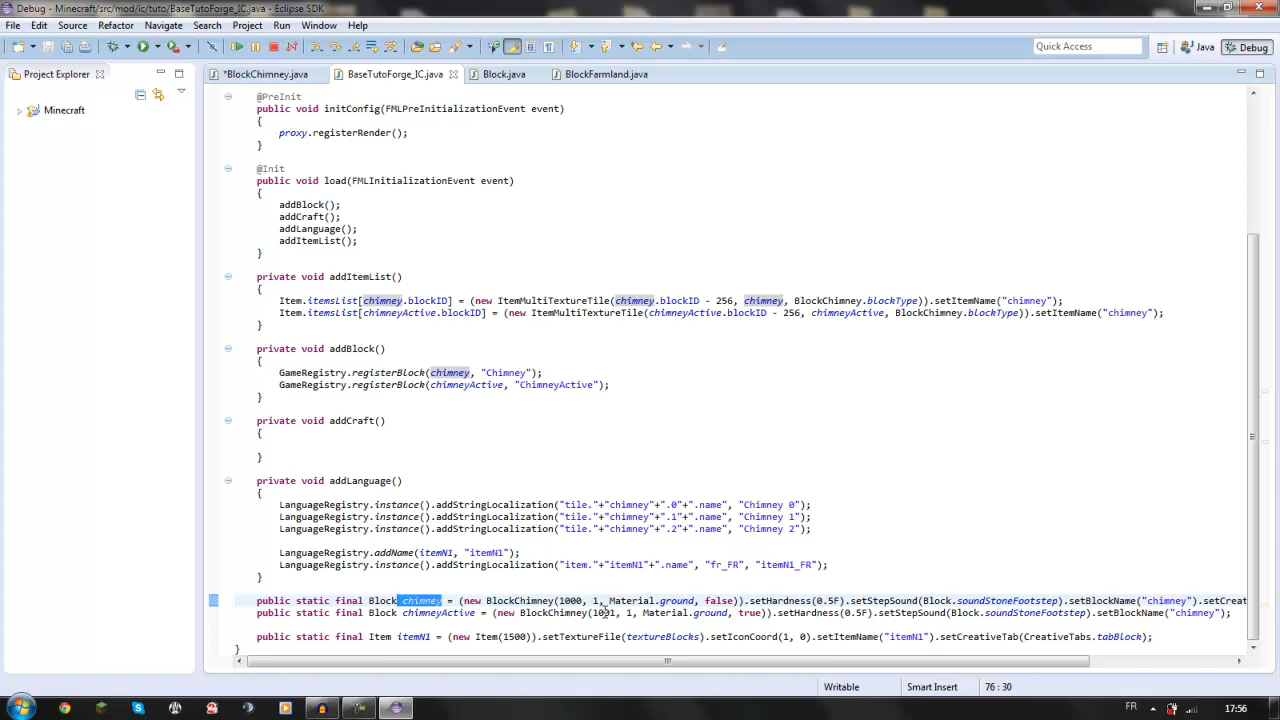 Debug - Minecraft/src/mod/ic/tuto/BaseTutoForge_IC.java - Eclipse SDK
File Edit Source Refactor Navigate Search Project Run Window Help
Quick Access
Java
Debug
Project Explorer
*BlockChimney.java
BaseTutoForge_IC.java
Block.java
BlockFarmland.java
Minecraft
@PreInit
public void initConfig(FMLPreInitializationEvent event)
{
proxy.registerRender();
}
@Init
public void load(FMLInitializationEvent event)
{
addBlock();
addCraft();
addLanguage();
addItemList();
}
private void addItemList()
{
Item.itemsList[chimney.blockID] = (new ItemMultiTextureTile(chimney.blockID - 256, chimney, BlockChimney.blockType)).setItemName("chimney");
Item.itemsList[chimneyActive.blockID] = (new ItemMultiTextureTile(chimneyActive.blockID - 256, chimneyActive, BlockChimney.blockType)).setItemName("chimney");
}
private void addBlock()
{
GameRegistry.registerBlock(chimney, "Chimney");
GameRegistry.registerBlock(chimneyActive, "ChimneyActive");
}
private void addCraft()
{
}
private void addLanguage()
{
LanguageRegistry.instance().addStringLocalization("tile."+"chimney"+".0"+".name", "Chimney 0");
LanguageRegistry.instance().addStringLocalization("tile."+"chimney"+".1"+".name", "Chimney 1");
LanguageRegistry.instance().addStringLocalization("tile."+"chimney"+".2"+".name", "Chimney 2");
LanguageRegistry.addName(itemN1, "itemN1");
LanguageRegistry.instance().addStringLocalization("item."+"itemN1"+".name", "fr_FR", "itemN1_FR");
}
public static final Block chimney = (new BlockChimney(1000, 1, Material.ground, false)).setHardness(0.5F).setStepSound(Block.soundStoneFootstep).setBlockName("chimney").setCreat
public static final Block chimneyActive = (new BlockChimney(1001, 1, Material.ground, true)).setHardness(0.5F).setStepSound(Block.soundStoneFootstep).setBlockName("chimney");
public static final Item itemN1 = (new Item(1500)).setTextureFile(textureBlocks).setIconCoord(1, 0).setItemName("itemN1").setCreativeTab(CreativeTabs.tabBlock);
}
Writable
Smart Insert
76 : 30
FR
17:56